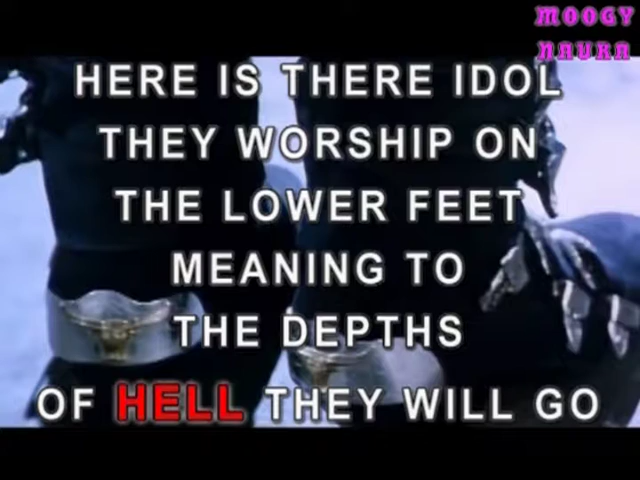 MOOGY
NAURA
HERE IS THERE IDOL
THEY WORSHIP ON
THE LOWER FEET
MEANING TO
THE DEPTHS
OF HELL THEY WILL GO